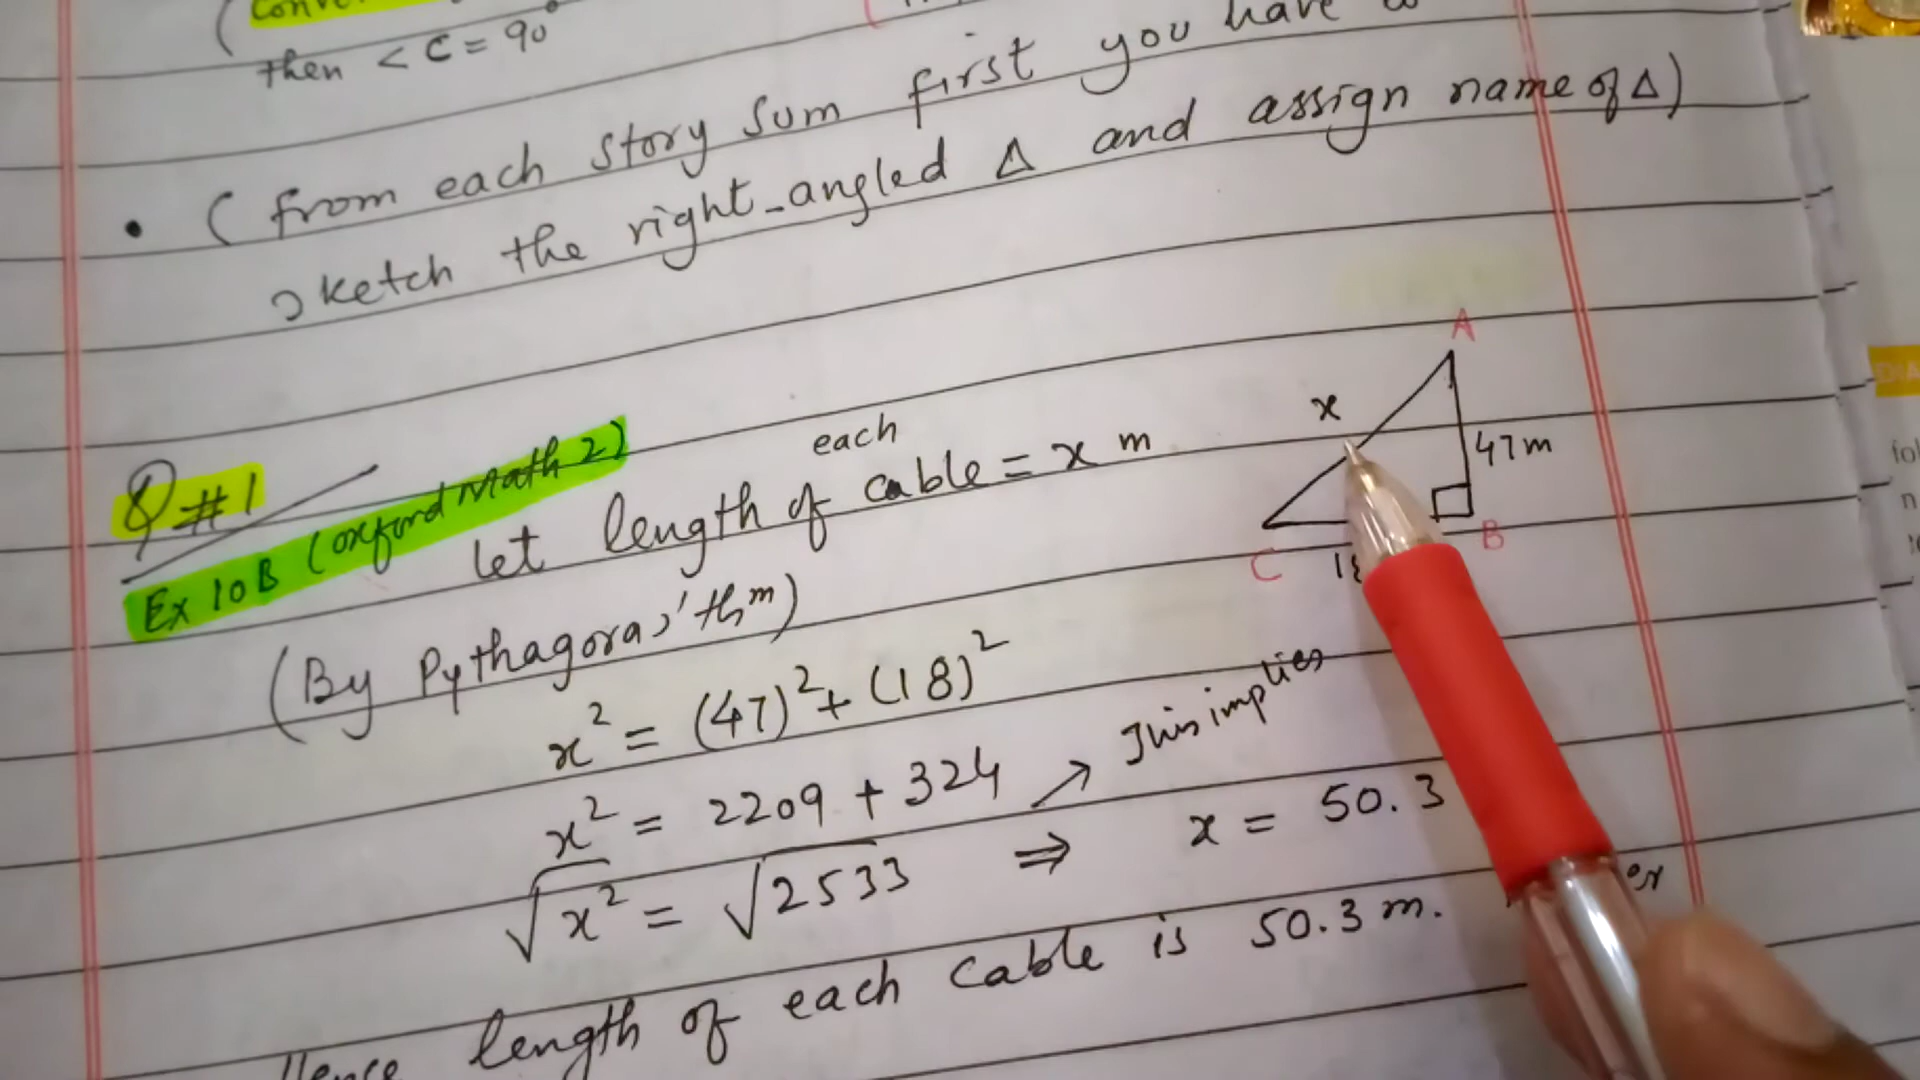 then < C = 90°
• ( from each story sum first you have
sketch the right-angled Δ and assign name of Δ)
Q #1
Ex 10B (oxford Math 2)
each
let length of cable = x m
A
x
47m
B
C
(By Pythagoras' thm)
x² = (47)² + (18)²
x² = 2209 + 324
This implies
√x² = √2533 ⇒ x = 50.3
Hence length of each cable is 50.3 m.